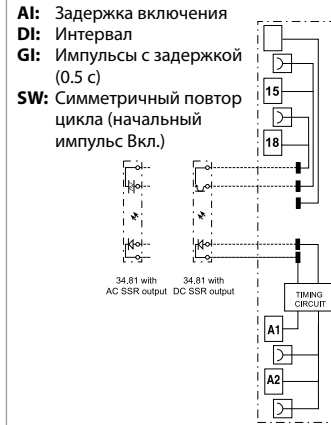 AI: Задержка включения
DI: Интервал
GI: Импульсы с задержкой
(0.5 с)
SW: Симметричный повтор
цикла (начальный
импульс Вкл.)
15
18
34.81 with
AC SSR output
34.81 with
DC SSR output
TIMING
CIRCUIT
A1
A2